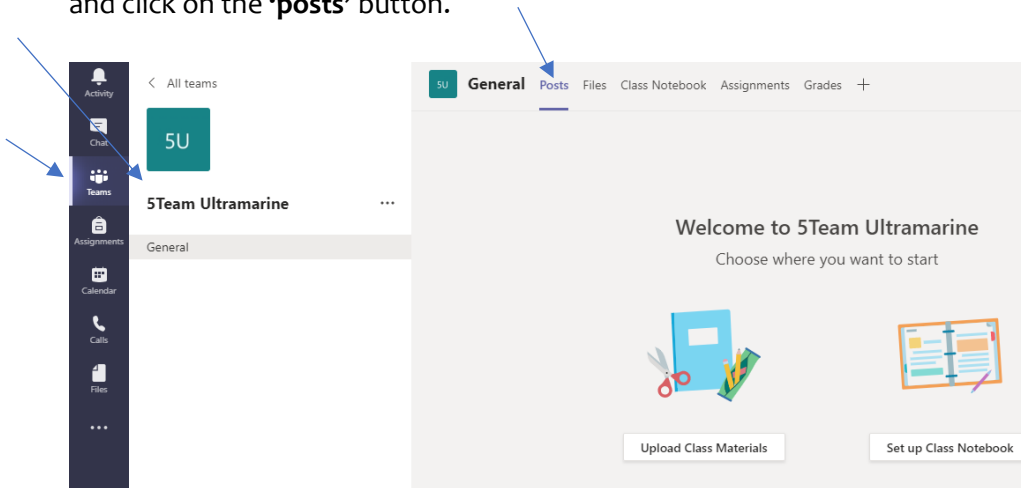 and click on the ‘posts’ button.
Activity
Chat
Teams
Assignments
Calendar
Calls
Files
...
< All teams
5U
5Team Ultramarine ...
General
5U General Posts Files Class Notebook Assignments Grades +
Welcome to 5Team Ultramarine
Choose where you want to start
Upload Class Materials
Set up Class Notebook